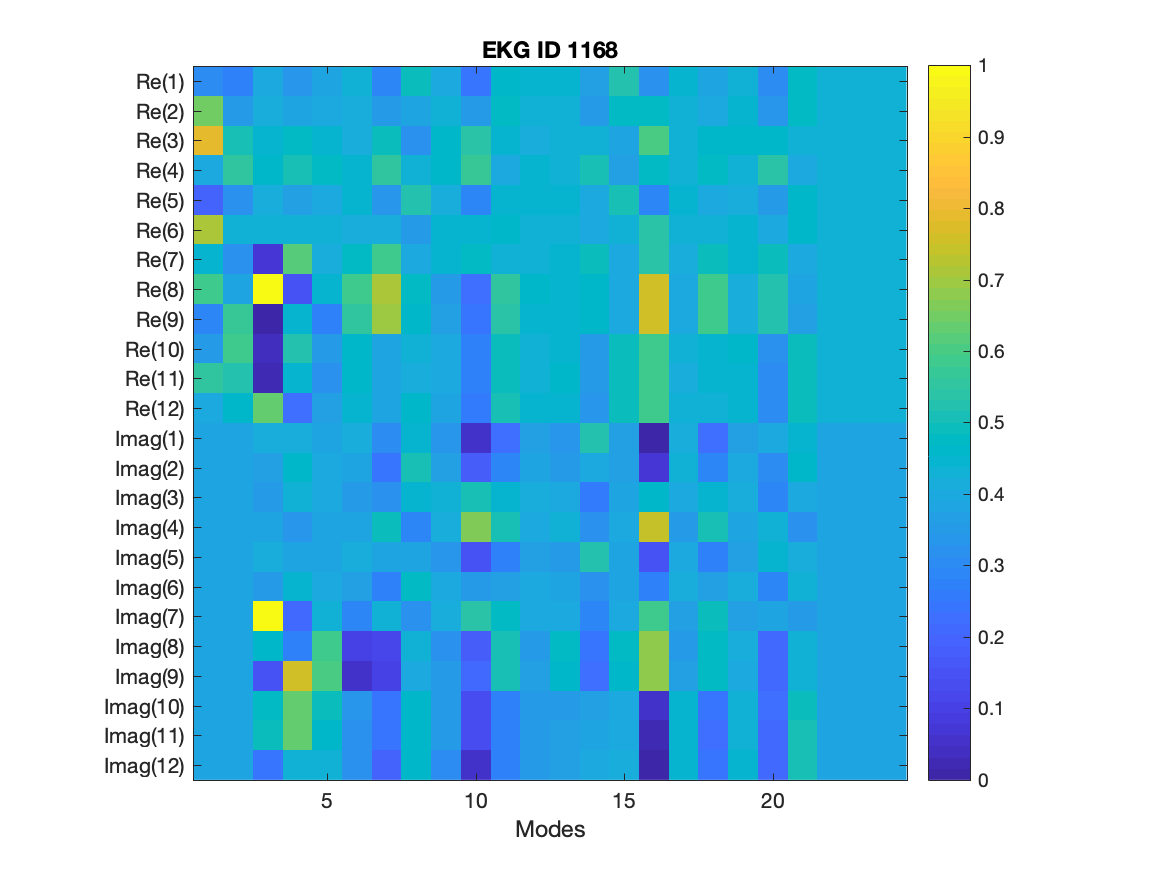 EKG ID 1168
Re(1)
Re(2)
Re(3)
Re(4)
Re(5)
Re(6)
Re(7)
Re(8)
Re(9)
Re(10)
Re(11)
Re(12)
Imag(1)
Imag(2)
Imag(3)
Imag(4)
Imag(5)
Imag(6)
Imag(7)
Imag(8)
Imag(9)
Imag(10)
Imag(11)
Imag(12)
5 10 15 20
Modes
1
0.9
0.8
0.7
0.6
0.5
0.4
0.3
0.2
0.1
0